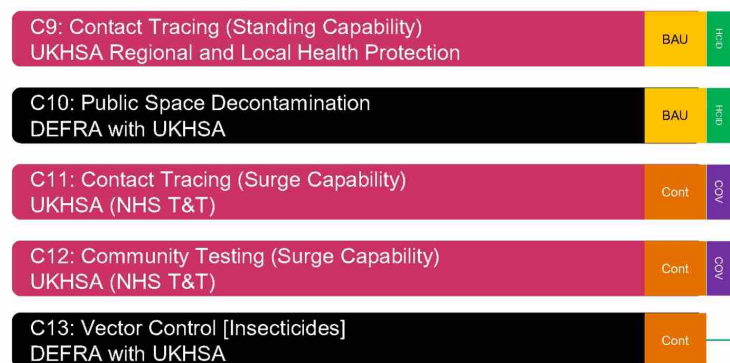 C9: Contact Tracing (Standing Capability)
UKHSA Regional and Local Health Protection
BAU
HCID
C10: Public Space Decontamination
DEFRA with UKHSA
BAU
HCID
C11: Contact Tracing (Surge Capability)
UKHSA (NHS T&T)
Cont
COV
C12: Community Testing (Surge Capability)
UKHSA (NHS T&T)
Cont
COV
C13: Vector Control [Insecticides]
DEFRA with UKHSA
Cont